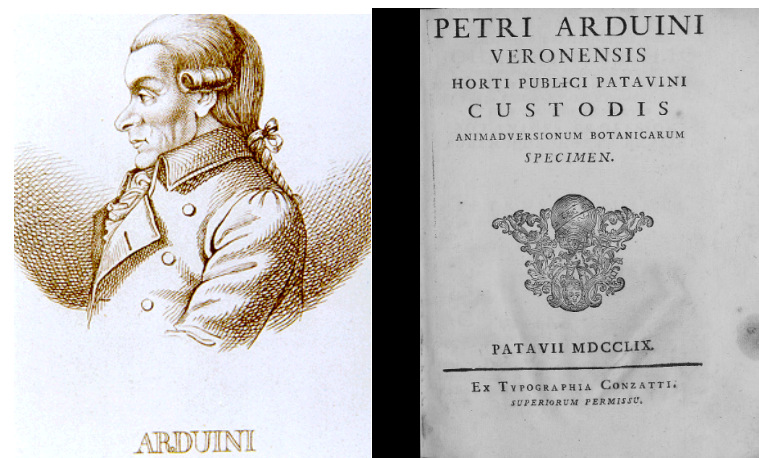 ARDUINI
PETRI ARDUINI
VERONENSIS
HORTI PUBLICI PATAVINI
CUSTODIS
ANIMADVERSIONUM BOTANICARUM
SPECIMEN.
PATAVII MDCCLIX.
EX TYPOGRAPHIA CONZATTI.
SUPERIORUM PERMISSU.